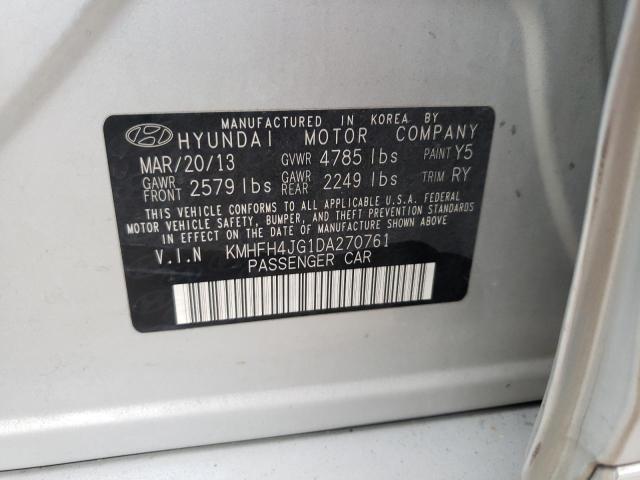 MANUFACTURED IN KOREA BY
HYUNDAI MOTOR COMPANY
MAR/20/13 GVWR 4785 lbs PAINT Y5
GAWR FRONT 2579 lbs GAWR REAR 2249 lbs TRIM RY
THIS VEHICLE CONFORMS TO ALL APPLICABLE U.S.A. FEDERAL
MOTOR VEHICLE SAFETY, BUMPER, AND THEFT PREVENTION STANDARDS
IN EFFECT ON THE DATE OF MANUFACTURE SHOWN ABOVE
V.I.N KMHFH4JG1DA270761
PASSENGER CAR